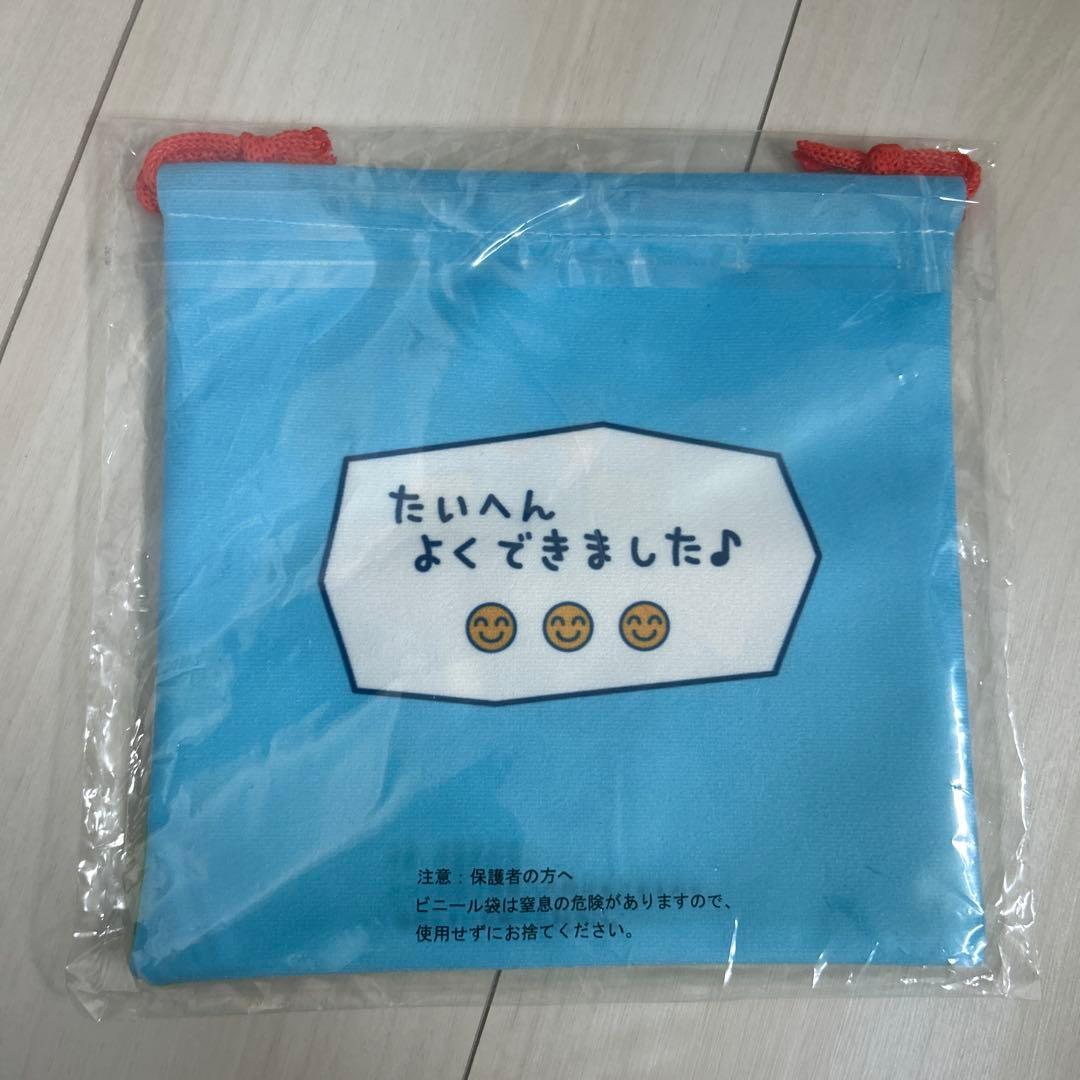 たいへん
よくできました♪
注意：保護者の方へ
ビニール袋は窒息の危険がありますので、
使用せずにお捨てください。